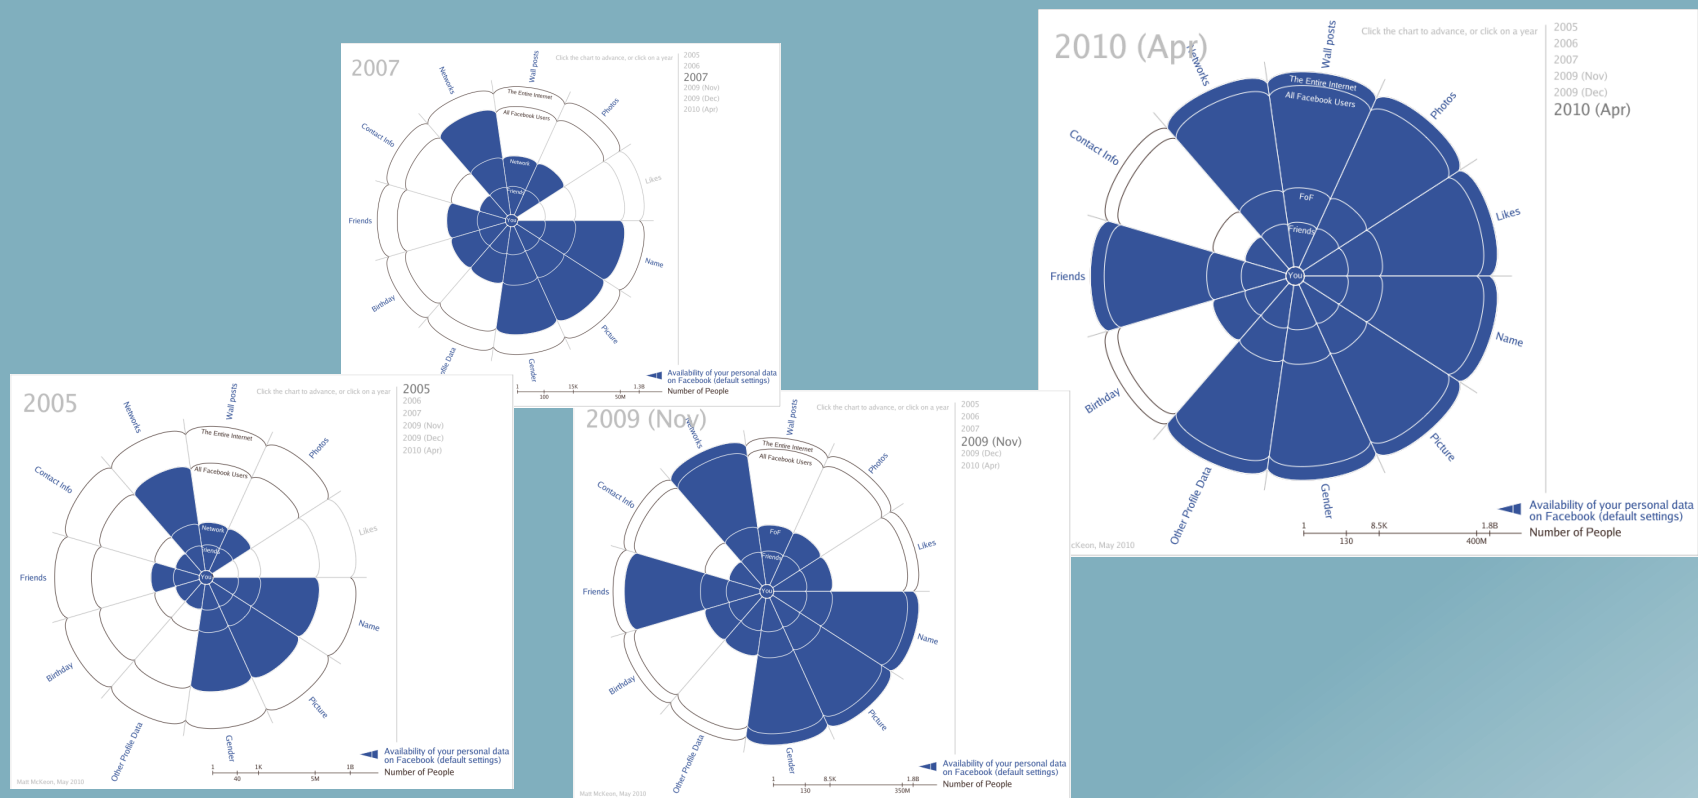 2007
Click the chart to advance, or click on a year
2005
2006
2007
2009 (Nov)
2009 (Dec)
2010 (Apr)
Networks
Wall posts
Photos
Likes
Name
Picture
Gender
file Data
Birthday
Friends
Contact Info
The Entire Internet
All Facebook Users
Network
Friends
You
Availability of your personal data
on Facebook (default settings)
Number of People
1
100
15K
50M
1.3B
2010 (Apr)
Click the chart to advance, or click on a year
2005
2006
2007
2009 (Nov)
2009 (Dec)
2010 (Apr)
Networks
Wall posts
Photos
Likes
Name
Picture
Gender
Other Profile Data
Birthday
Friends
Contact Info
The Entire Internet
All Facebook Users
FoF
Friends
You
Availability of your personal data
on Facebook (default settings)
Number of People
1
130
8.5K
400M
1.8B
cKeon, May 2010
2005
Click the chart to advance, or click on a year
2005
2006
2007
2009 (Nov)
2009 (Dec)
2010 (Apr)
Networks
Wall posts
Photos
Likes
Name
Picture
Gender
Other Profile Data
Birthday
Friends
Contact Info
The Entire Internet
All Facebook Users
Network
Friends
You
Availability of your personal data
on Facebook (default settings)
Number of People
1
40
1K
5M
1B
Matt McKeon, May 2010
2009 (Nov)
Click the chart to advance, or click on a year
2005
2006
2007
2009 (Nov)
2009 (Dec)
2010 (Apr)
Networks
Wall posts
Photos
Likes
Name
Picture
Gender
Other Profile Data
Birthday
Friends
Contact Info
The Entire Internet
All Facebook Users
FoF
Friends
You
Availability of your personal data
on Facebook (default settings)
Number of People
1
130
8.5K
350M
1.8B
Matt McKeon, May 2010